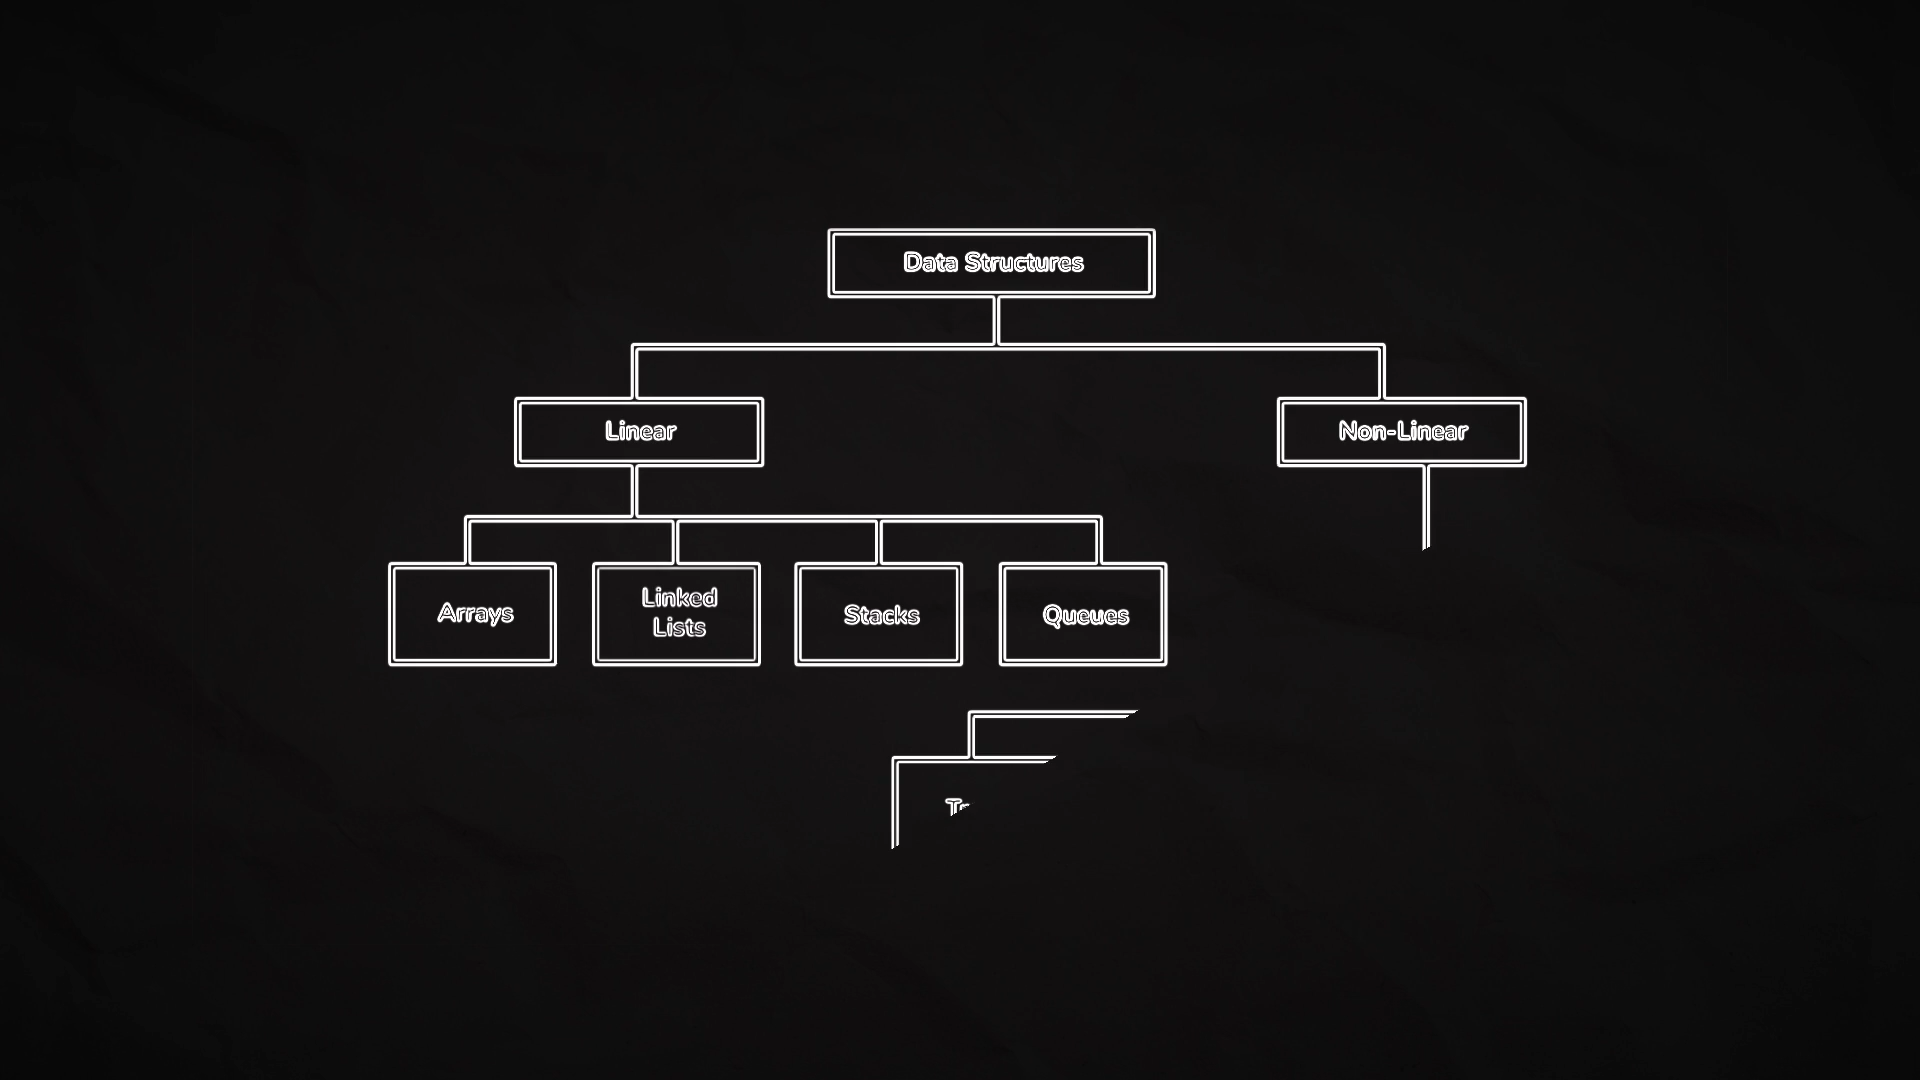 Data Structures
Linear
Non-Linear
Arrays
Linked
Lists
Stacks
Queues